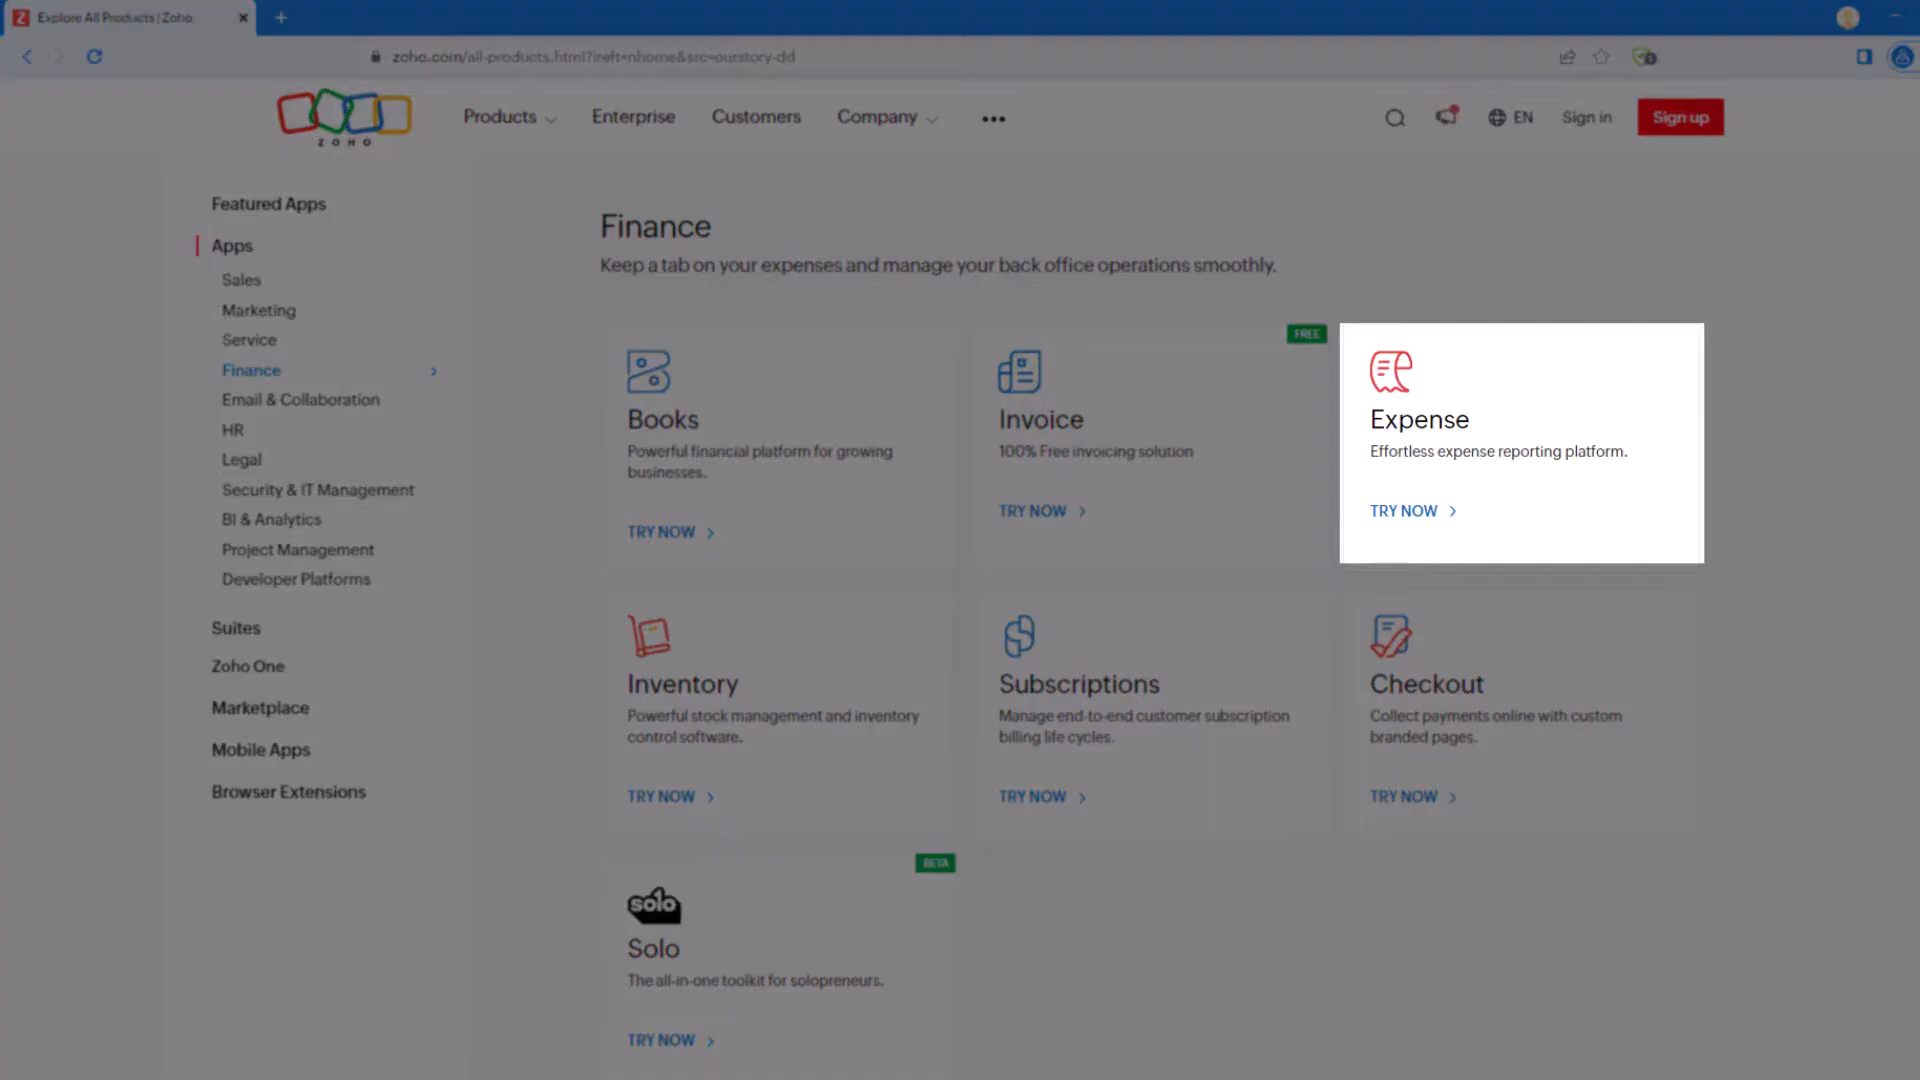 Explore All Products | Zoho
zoho.com/all-products.html?ireft=nhome&src=ourstory-dd
ZOHO
Products
Enterprise
Customers
Company
EN
Sign in
Sign up
Featured Apps
Apps
Sales
Marketing
Service
Finance
Email & Collaboration
HR
Legal
Security & IT Management
BI & Analytics
Project Management
Developer Platforms
Suites
Zoho One
Marketplace
Mobile Apps
Browser Extensions
Finance
Keep a tab on your expenses and manage your back office operations smoothly.
Books
Powerful financial platform for growing
businesses.
TRY NOW
FREE
Invoice
100% Free invoicing solution
TRY NOW
Expense
Effortless expense reporting platform.
TRY NOW
Inventory
Powerful stock management and inventory
control software.
TRY NOW
Subscriptions
Manage end-to-end customer subscription
billing life cycles.
TRY NOW
Checkout
Collect payments online with custom
branded pages.
TRY NOW
BETA
solo
Solo
The all-in-one toolkit for solopreneurs.
TRY NOW